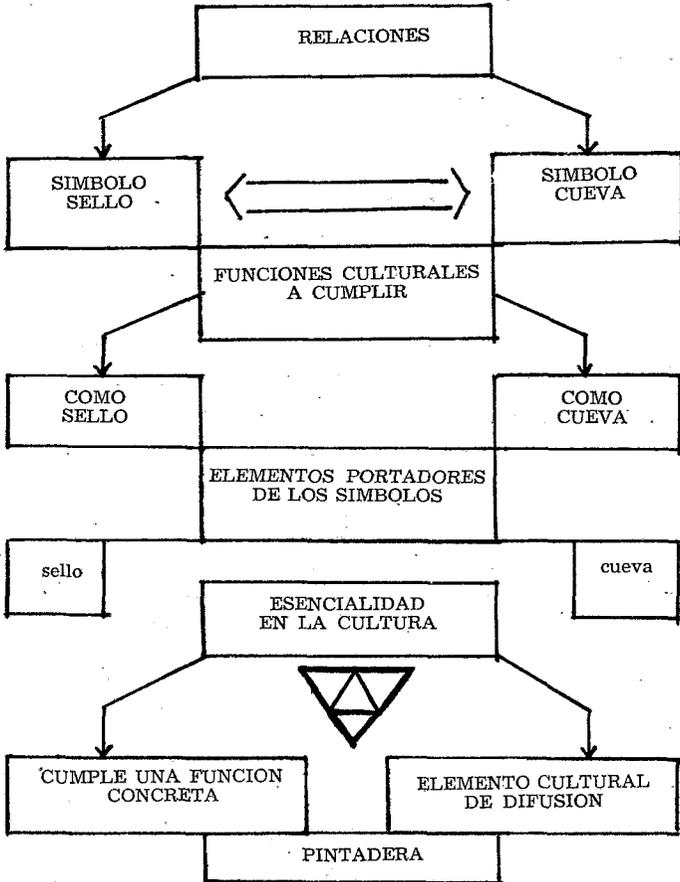 RELACIONES
SIMBOLO
SELLO
SIMBOLO
CUEVA
FUNCIONES CULTURALES
A CUMPLIR
COMO
SELLO
COMO
CUEVA
ELEMENTOS PORTADORES
DE LOS SIMBOLOS
sello
cueva
ESENCIALIDAD
EN LA CULTURA
CUMPLE UNA FUNCION
CONCRETA
ELEMENTO CULTURAL
DE DIFUSION
PINTADERA